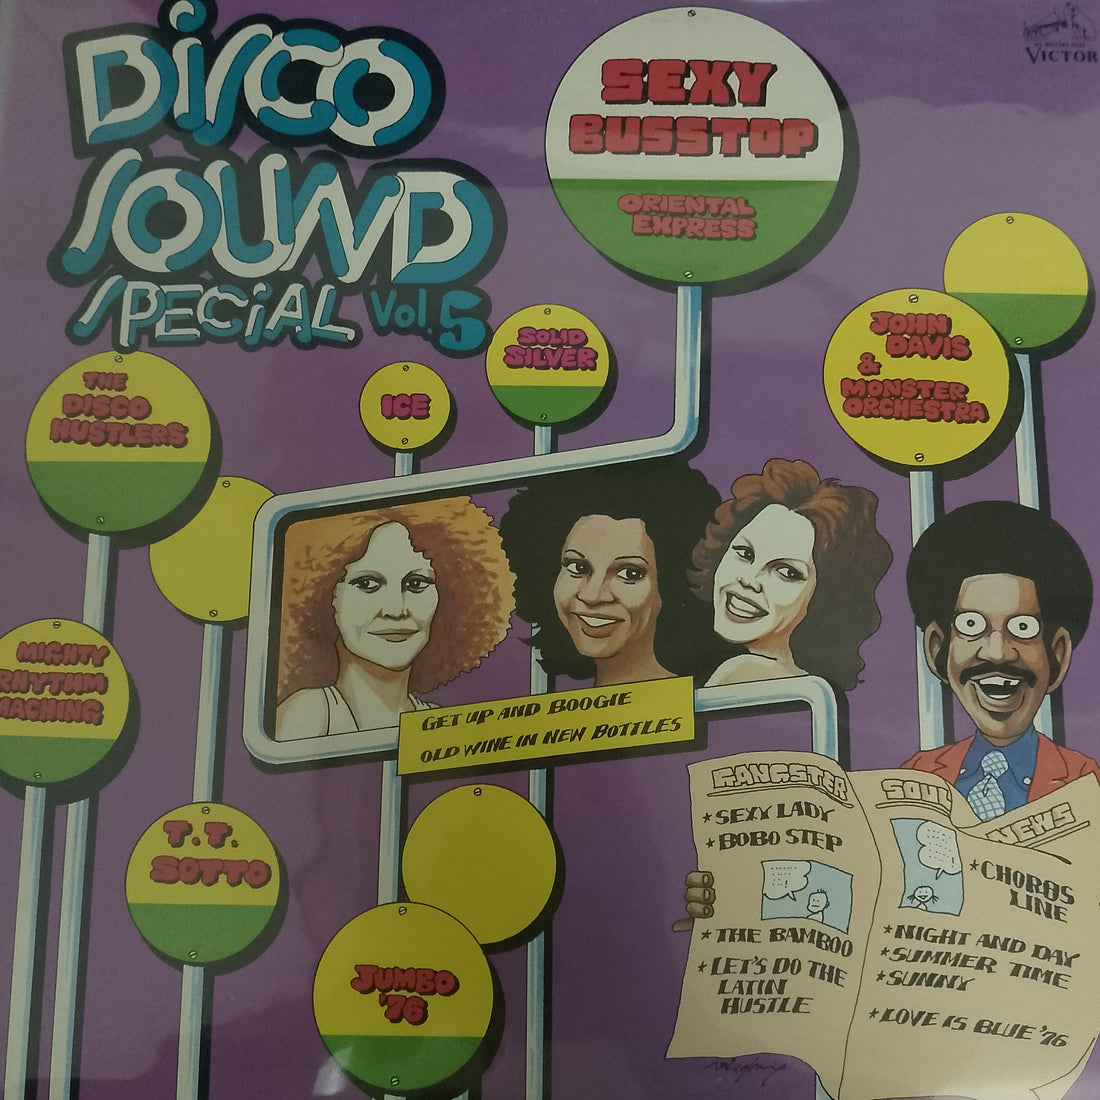 DISCO
SOUND
SPECIAL Vol.5
SEXY
BUSSTOP
ORIENTAL
EXPRESS
VICTOR
SOLID
SILVER
JOHN
DAVIS
&
MONSTER
ORCHESTRA
THE
DISCO
HUSTLERS
ICE
MIGHTY
RHYTHM
MACHING
GET UP AND BOOGIE
OLD WINE IN NEW BOTTLES
T.T.
SOTTO
JUMBO
'76
GANGSTER
*SEXY LADY
*BOBO STEP
*THE BAMBOO
*LET'S DO THE
LATIN
HUSTLE
SOUL
NEWS
*CHOROS
LINE
*NIGHT AND DAY
*SUMMER TIME
*SUNNY
*LOVE IS BLUE '76